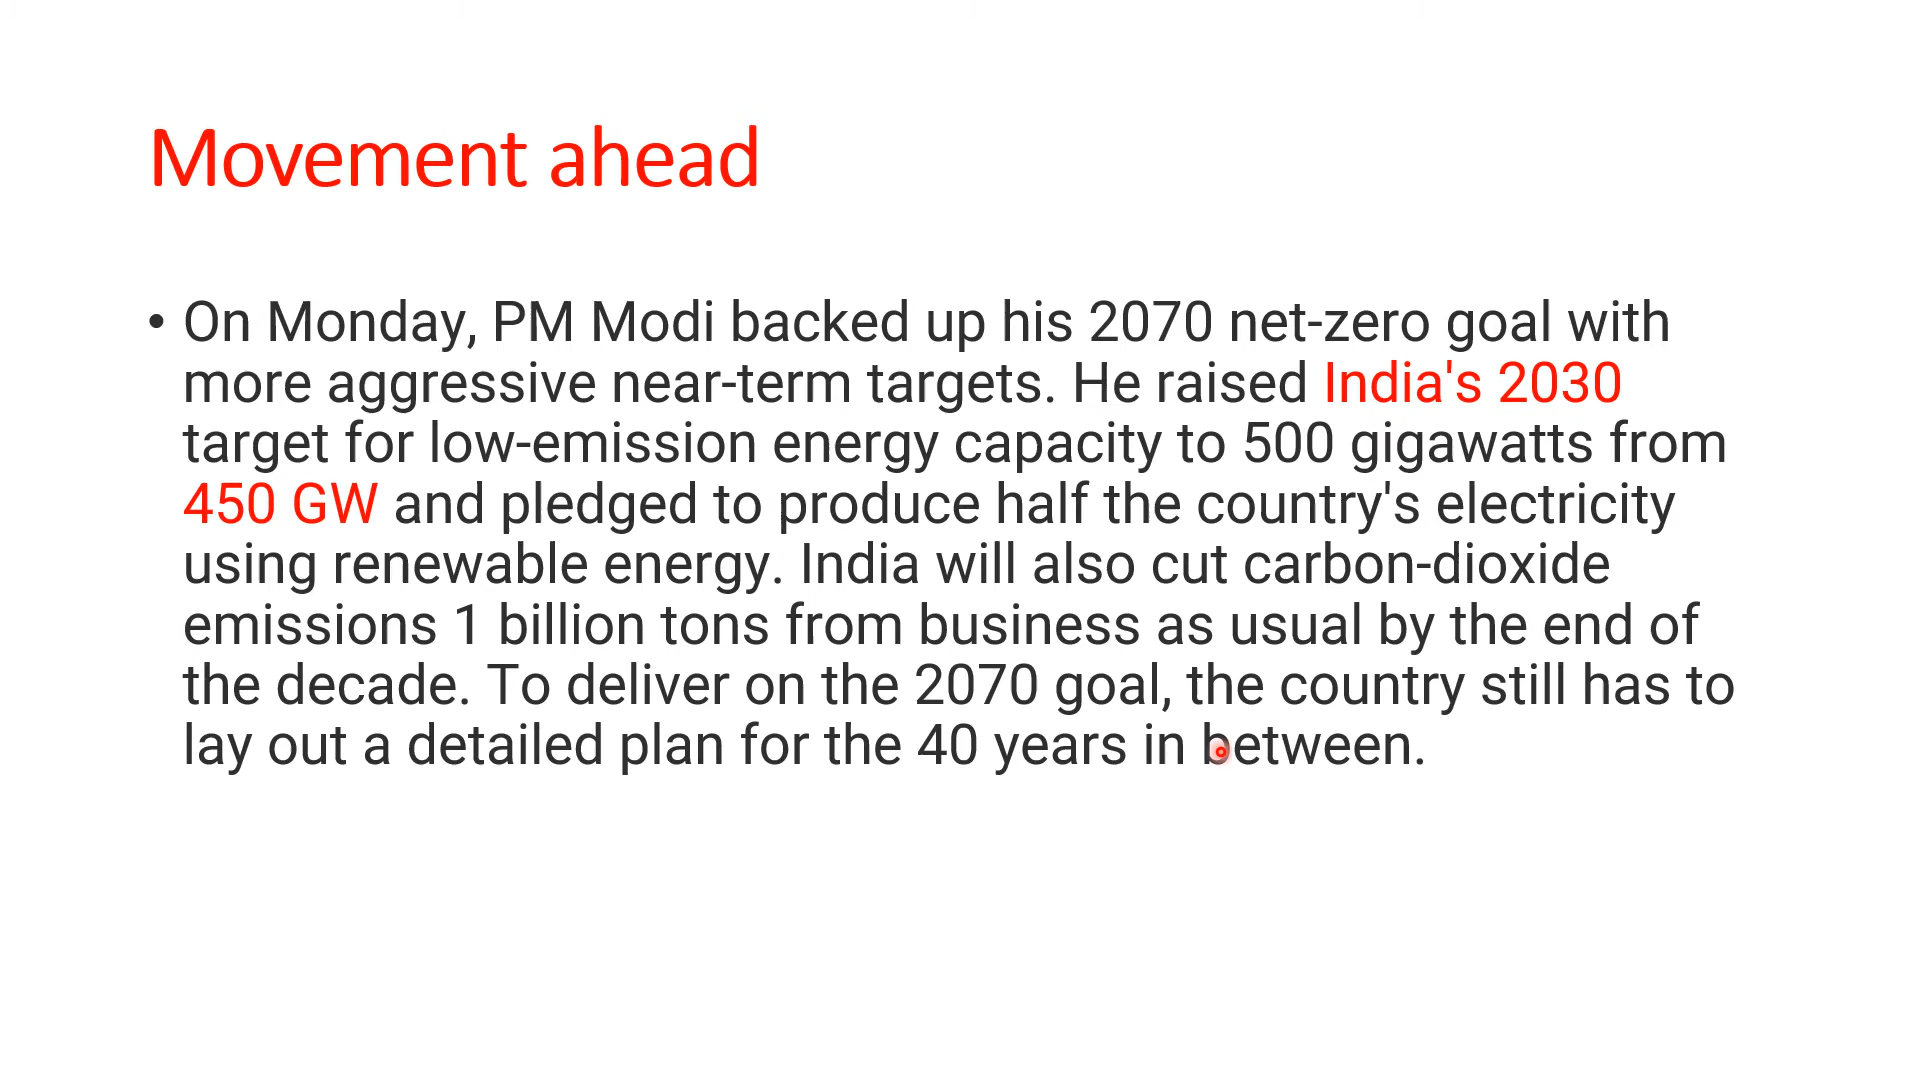 Movement ahead
• On Monday, PM Modi backed up his 2070 net-zero goal with
more aggressive near-term targets. He raised India's 2030
target for low-emission energy capacity to 500 gigawatts from
450 GW and pledged to produce half the country's electricity
using renewable energy. India will also cut carbon-dioxide
emissions 1 billion tons from business as usual by the end of
the decade. To deliver on the 2070 goal, the country still has to
lay out a detailed plan for the 40 years in between.